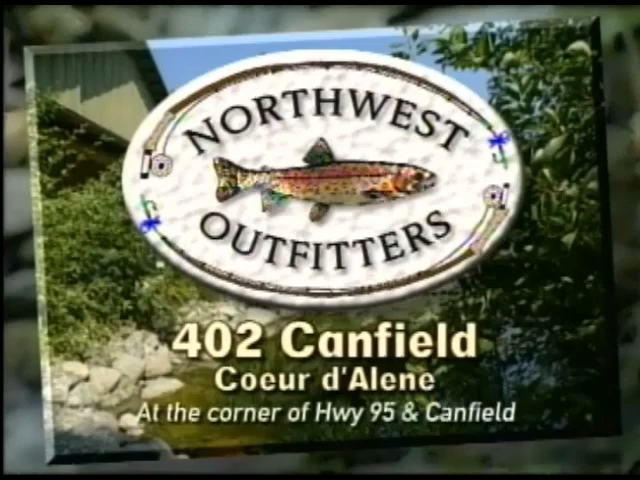 NORTHWEST
OUTFITTERS
402 Canfield
Coeur d'Alene
At the corner of Hwy 95 & Canfield